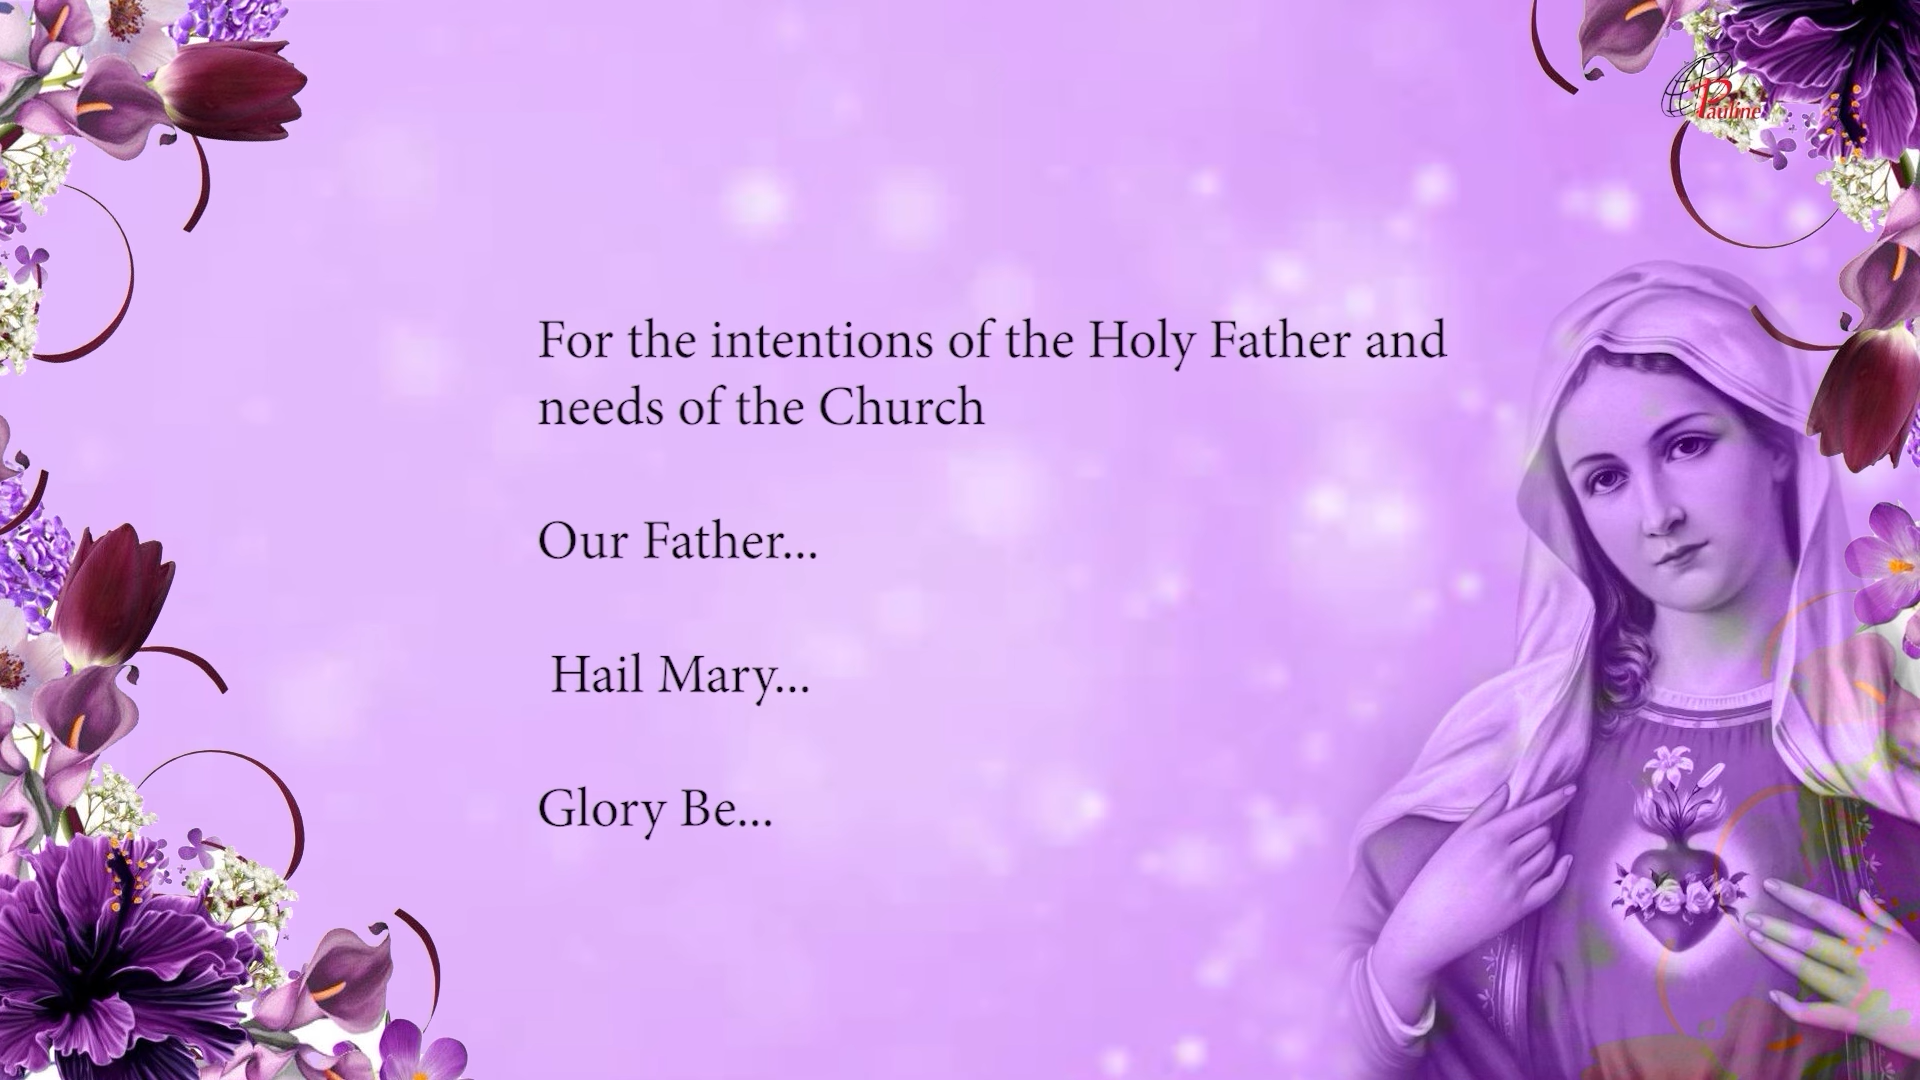 Pauline
For the intentions of the Holy Father and
needs of the Church
Our Father...
Hail Mary...
Glory Be...